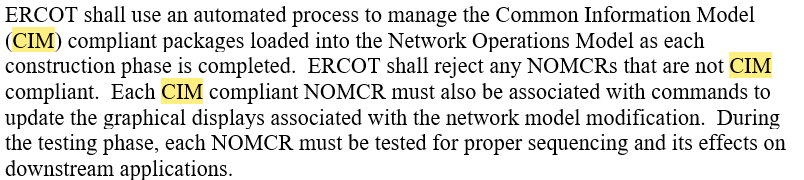 ERCOT shall use an automated process to manage the Common Information Model
(CIM) compliant packages loaded into the Network Operations Model as each
construction phase is completed.  ERCOT shall reject any NOMCRs that are not CIM
compliant.  Each CIM compliant NOMCR must also be associated with commands to
update the graphical displays associated with the network model modification.  During
the testing phase, each NOMCR must be tested for proper sequencing and its effects on
downstream applications.